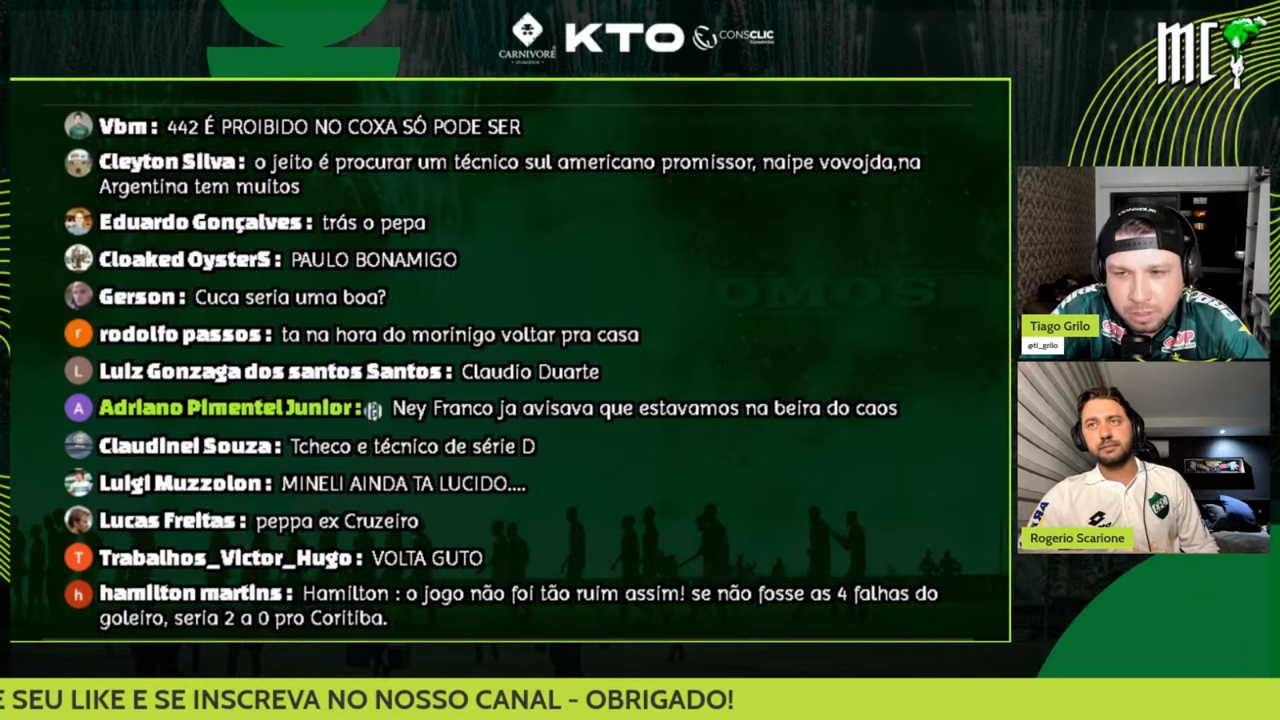 CARNIVORÊ
KTO
CONSCLIC
MC
Vbm : 442 É PROIBIDO NO COXA SÓ PODE SER
Cleyton Silva : o jeito é procurar um técnico sul americano promissor, naipe vovojda,na
Argentina tem muitos
Eduardo Gonçalves : trás o pepa
Cloaked OysterS : PAULO BONAMIGO
Gerson : Cuca seria uma boa?
rodolfo passos : ta na hora do morinigo voltar pra casa
Luiz Gonzaga dos santos Santos : Claudio Duarte
Adriano Pimentel Junior : Ney Franco ja avisava que estavamos na beira do caos
Claudinei Souza : Tcheco e técnico de série D
Luigi Muzzolon : MINELI AINDA TA LUCIDO....
Lucas Freitas : peppa ex Cruzeiro
Trabalhos_Victor_Hugo : VOLTA GUTO
hamilton martins : Hamilton : o jogo não foi tão ruim assim! se não fosse as 4 falhas do
goleiro, seria 2 a 0 pro Coritiba.
OMOS
CONSCLIC
Tiago Grilo
@ti_grilo
Rogerio Scarione
E SEU LIKE E SE INSCREVA NO NOSSO CANAL - OBRIGADO!